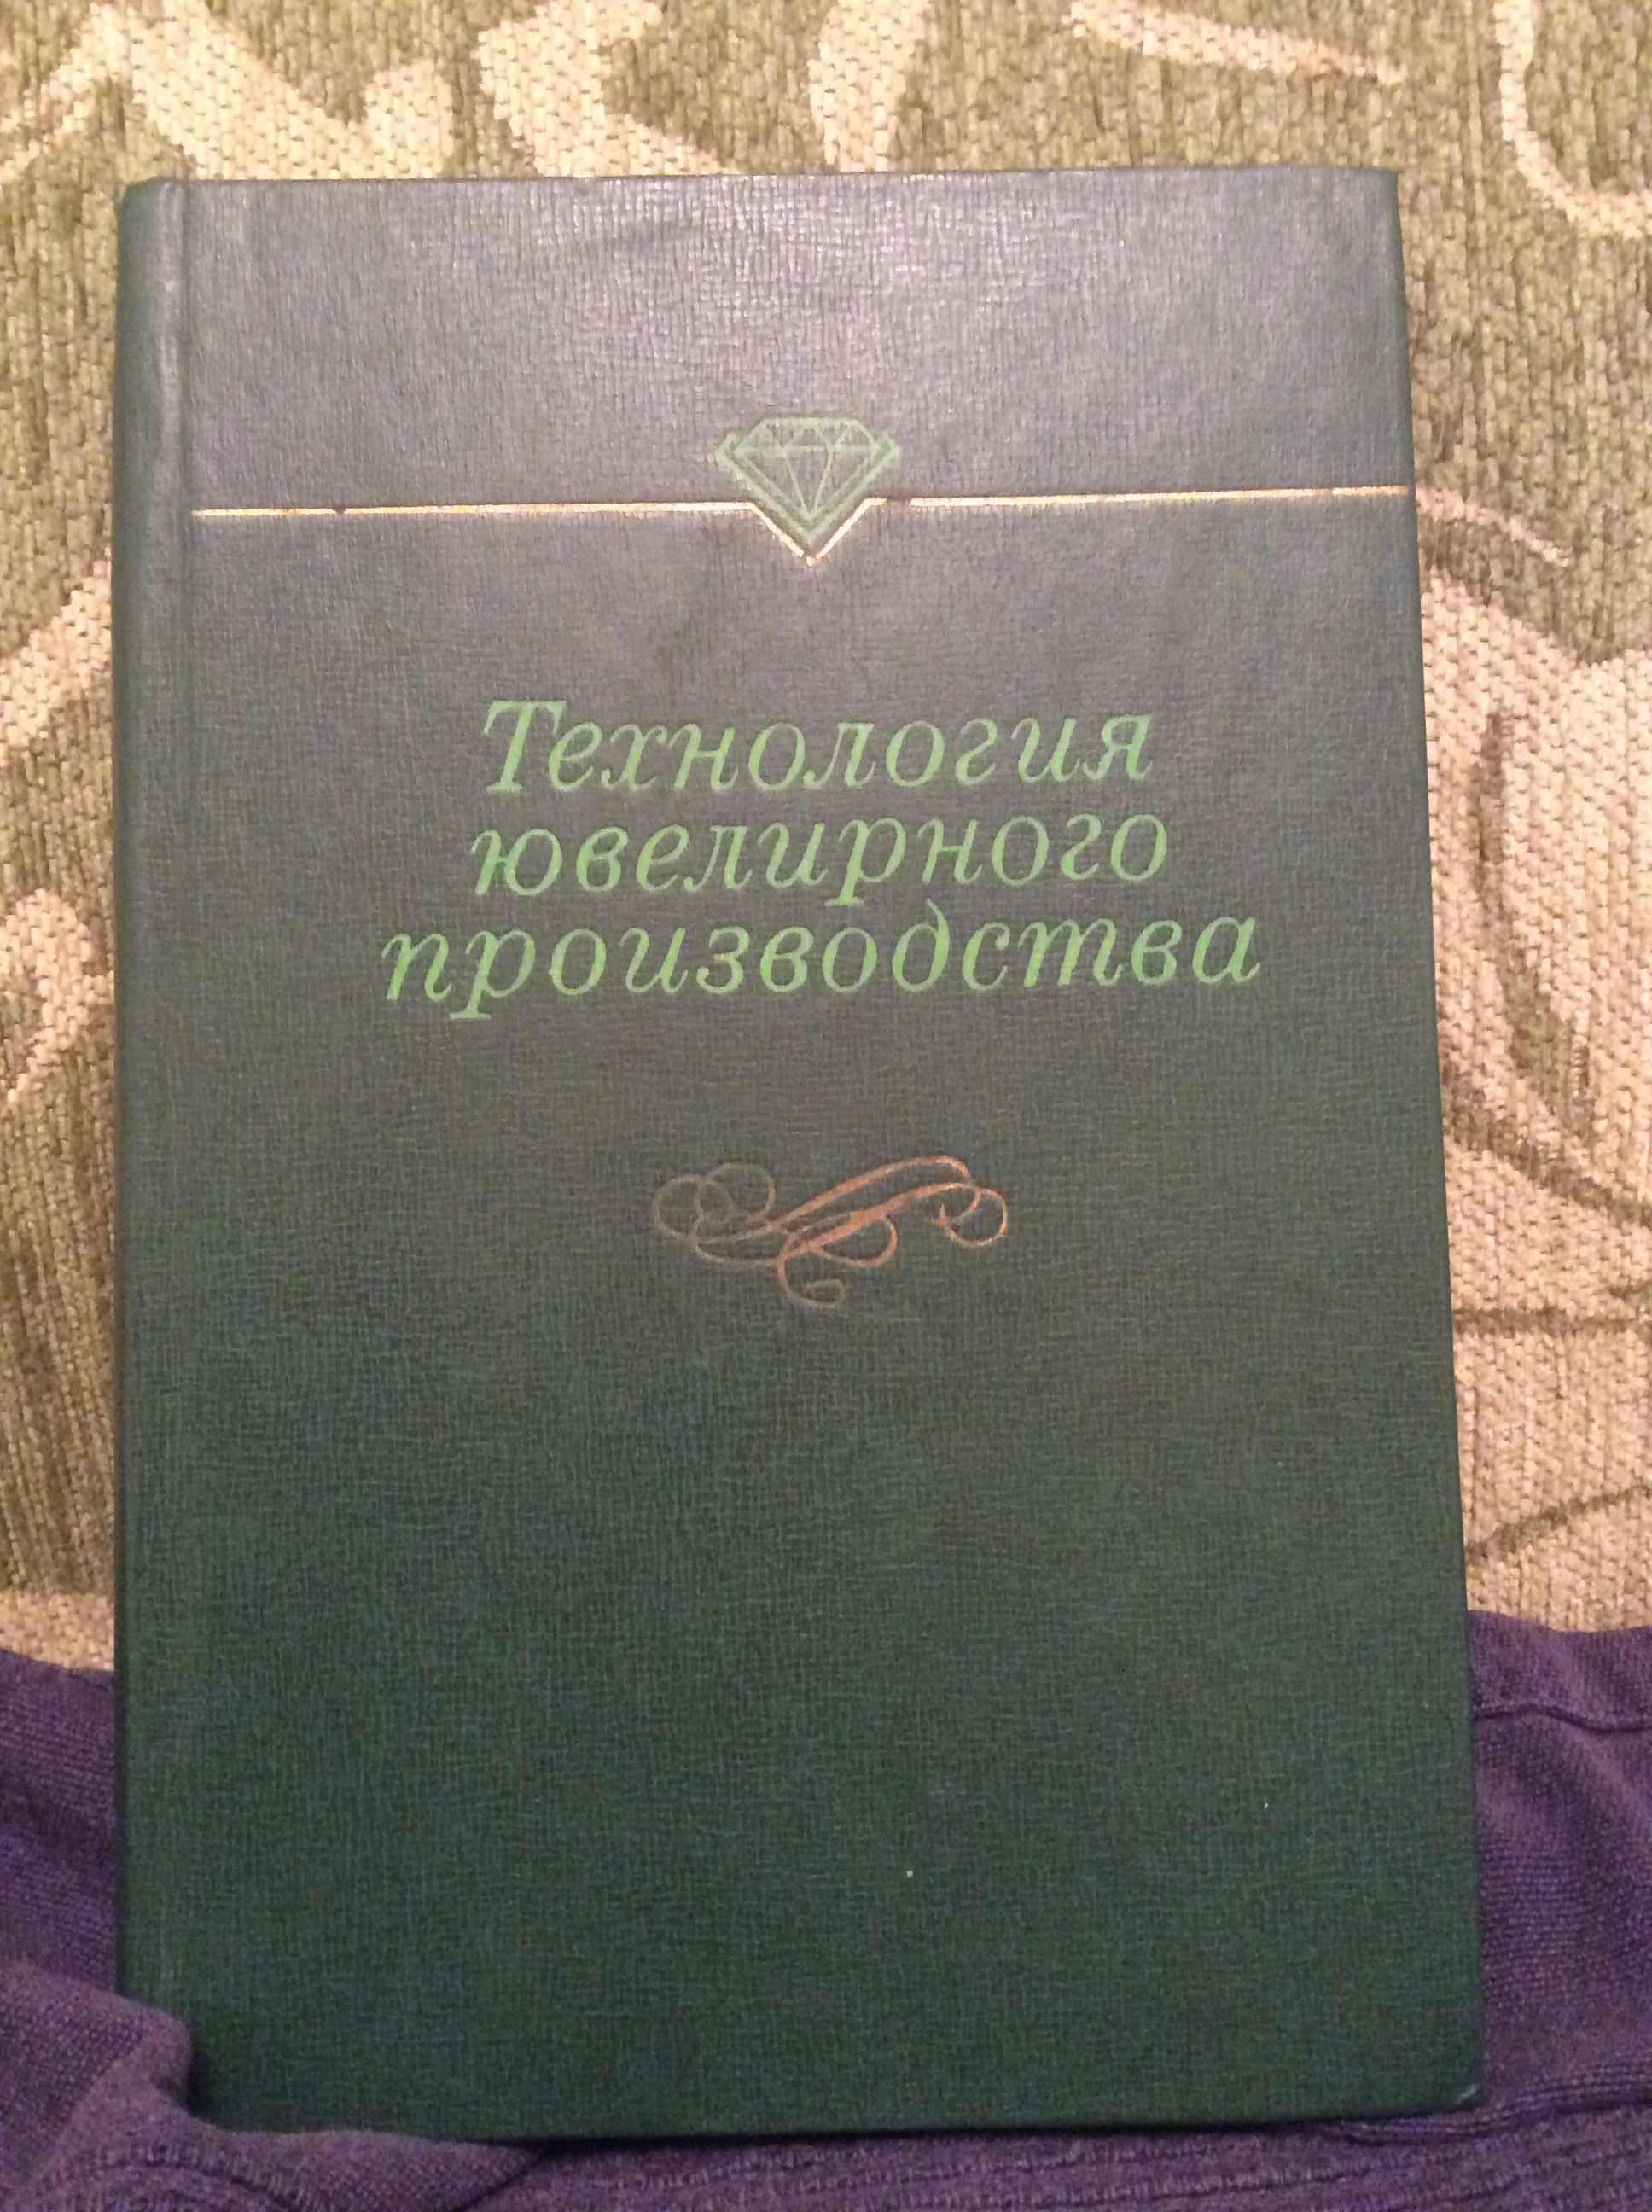 Технология
ювелирного
производства